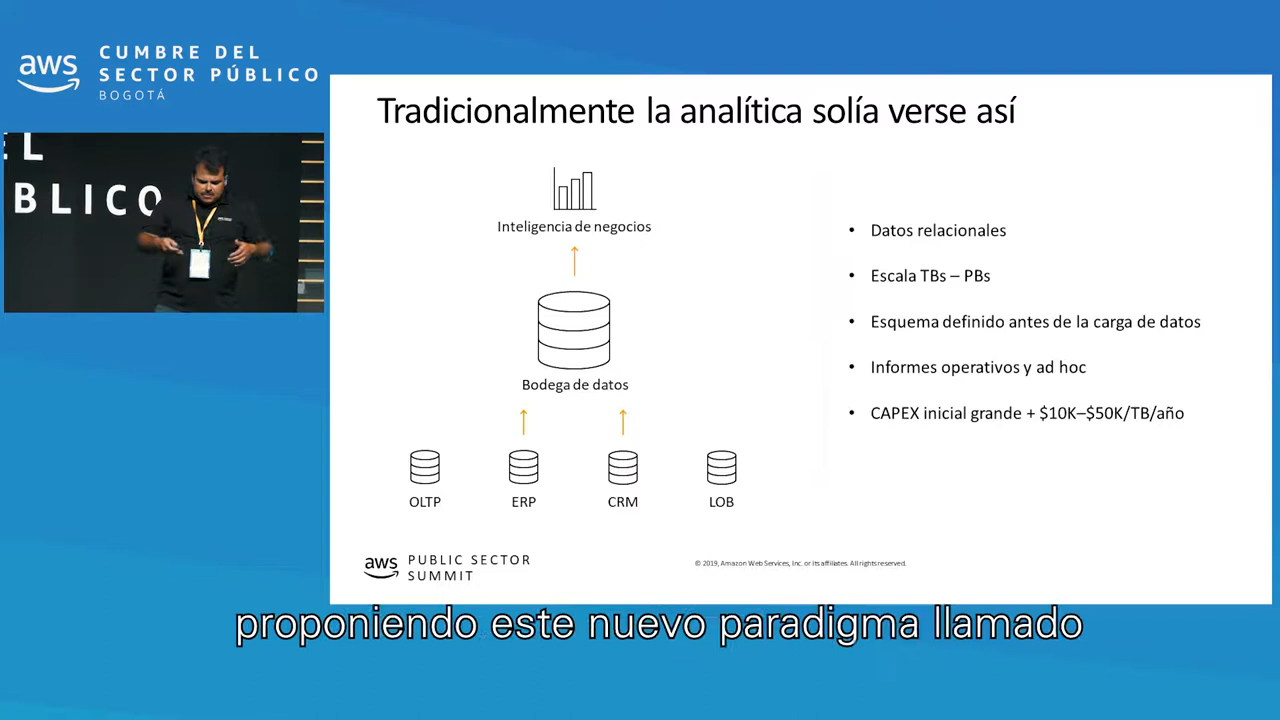 aws
CUMBRE DEL
SECTOR PÚBLICO
BOGOTÁ
EL
BLICO
Tradicionalmente la analítica solía verse así
Inteligencia de negocios
Bodega de datos
OLTP
ERP
CRM
LOB
• Datos relacionales
• Escala TBs – PBs
• Esquema definido antes de la carga de datos
• Informes operativos y ad hoc
• CAPEX inicial grande + $10K–$50K/TB/año
aws
PUBLIC SECTOR
SUMMIT
© 2019, Amazon Web Services, Inc. or its affiliates. All rights reserved.
proponiendo este nuevo paradigma llamado